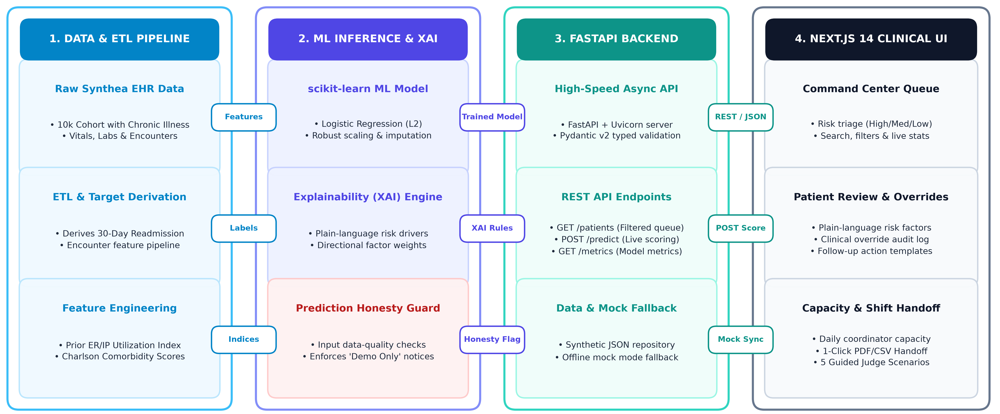 1. DATA & ETL PIPELINE
Raw Synthea EHR Data
• 10k Cohort with Chronic Illness
• Vitals, Labs & Encounters
ETL & Target Derivation
• Derives 30-Day Readmission
• Encounter feature pipeline
Feature Engineering
• Prior ER/IP Utilization Index
• Charlson Comorbidity Scores
Features
Labels
Indices
2. ML INFERENCE & XAI
scikit-learn ML Model
• Logistic Regression (L2)
• Robust scaling & imputation
Explainability (XAI) Engine
• Plain-language risk drivers
• Directional factor weights
Prediction Honesty Guard
• Input data-quality checks
• Enforces 'Demo Only' notices
Trained Model
XAI Rules
Honesty Flag
3. FASTAPI BACKEND
High-Speed Async API
• FastAPI + Uvicorn server
• Pydantic v2 typed validation
REST API Endpoints
• GET /patients (Filtered queue)
• POST /predict (Live scoring)
• GET /metrics (Model metrics)
Data & Mock Fallback
• Synthetic JSON repository
• Offline mock mode fallback
REST / JSON
POST Score
Mock Sync
4. NEXT.JS 14 CLINICAL UI
Command Center Queue
• Risk triage (High/Med/Low)
• Search, filters & live stats
Patient Review & Overrides
• Plain-language risk factors
• Clinical override audit log
• Follow-up action templates
Capacity & Shift Handoff
• Daily coordinator capacity
• 1-Click PDF/CSV Handoff
• 5 Guided Judge Scenarios